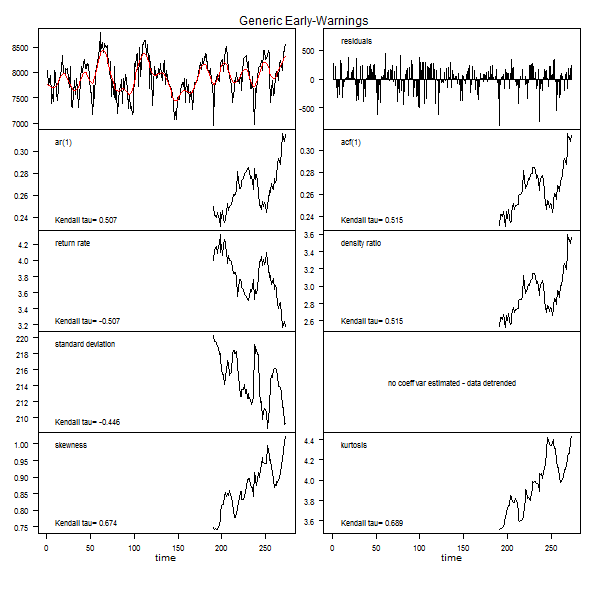 Generic Early-Warnings
8500
8000
7500
7000
residuals
500
0
-500
ar(1)
0.30
0.28
0.26
0.24
Kendall tau= 0.507
acf(1)
0.30
0.28
0.26
0.24
Kendall tau= 0.515
return rate
4.2
4.0
3.8
3.6
3.4
3.2
Kendall tau= -0.507
density ratio
3.6
3.4
3.2
3.0
2.8
2.6
Kendall tau= 0.515
standard deviation
220
218
216
214
212
210
Kendall tau= -0.446
no coeff var estimated - data detrended
skewness
1.00
0.95
0.90
0.85
0.80
0.75
Kendall tau= 0.674
0 50 100 150 200 250
time
kurtosis
4.4
4.2
4.0
3.8
3.6
Kendall tau= 0.689
0 50 100 150 200 250
time